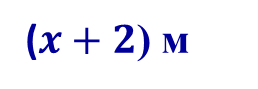 (x + 2) м